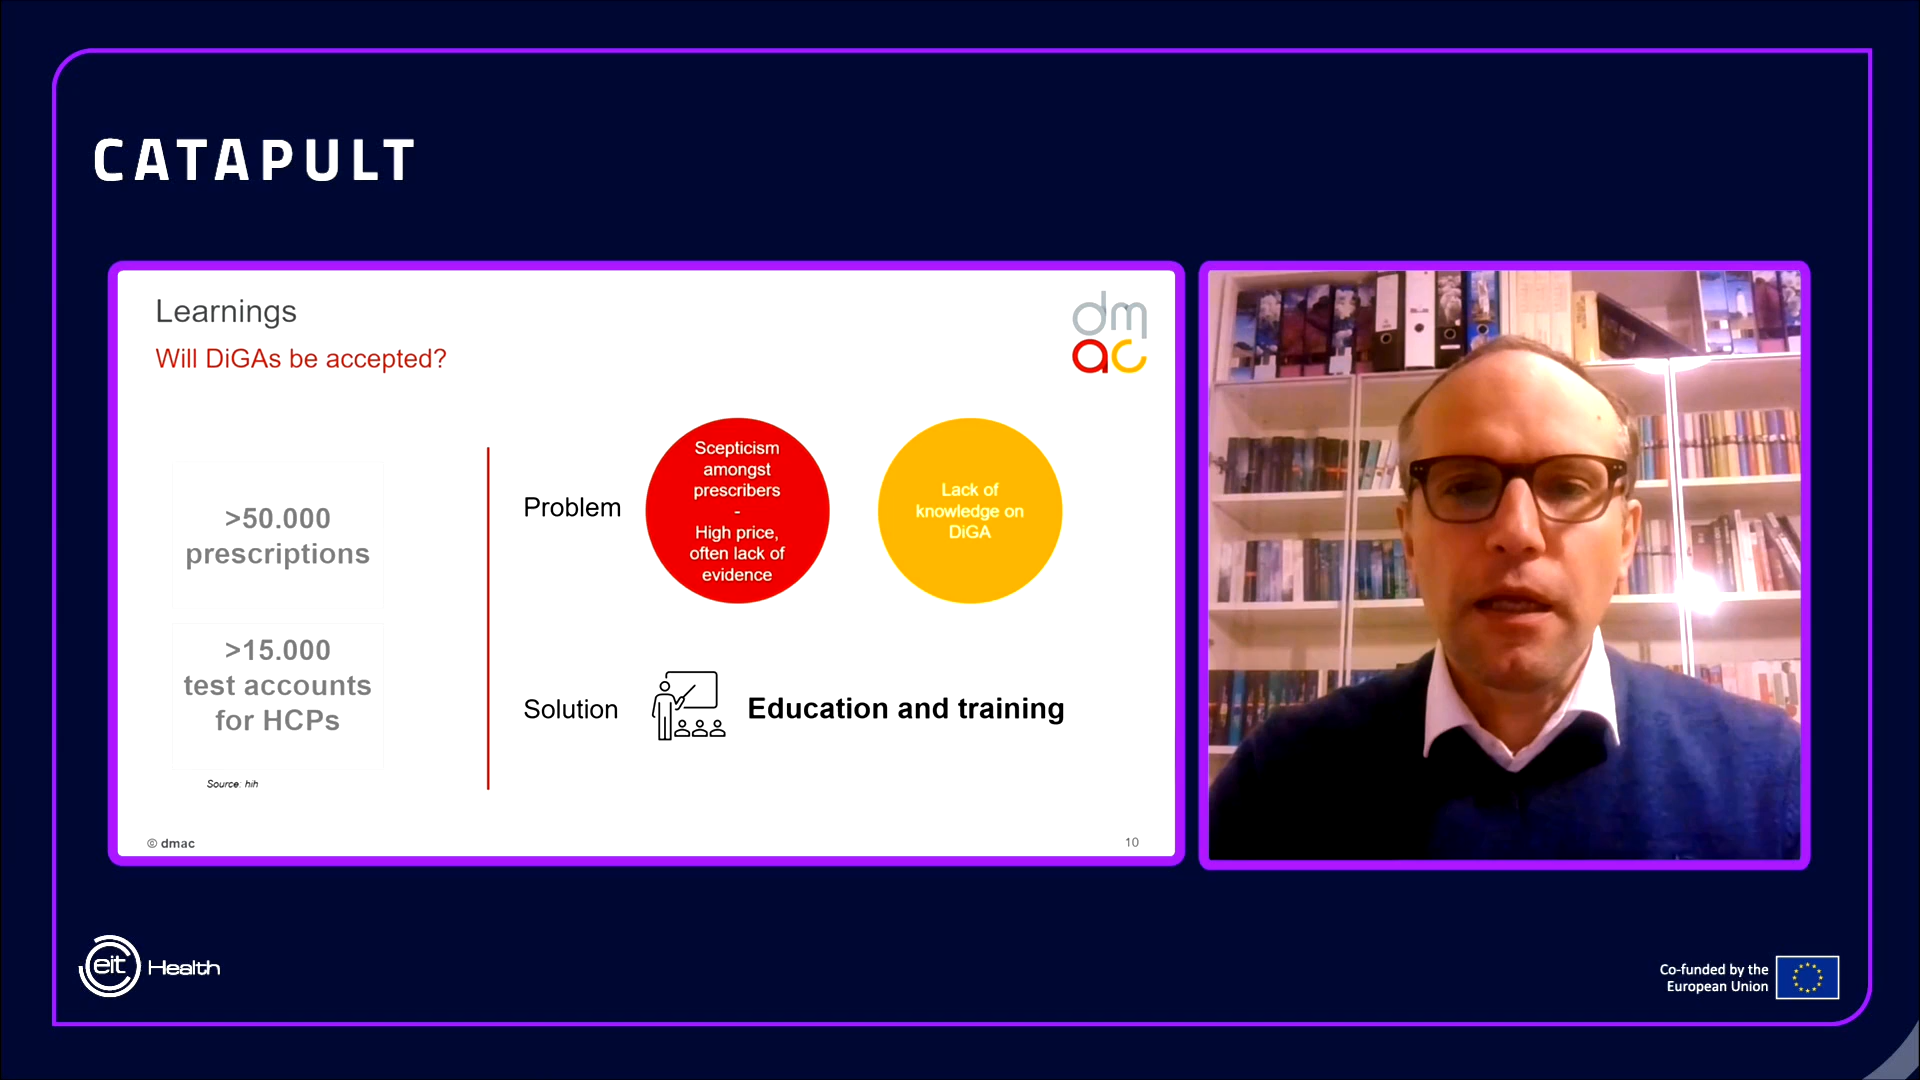 CATAPULT
Learnings
Will DiGAs be accepted?
dm
ac
>50.000
prescriptions
>15.000
test accounts
for HCPs
Source: hih
Problem
Scepticism
amongst
prescribers
-
High price,
often lack of
evidence
Lack of
knowledge on
DiGA
Solution
Education and training
© dmac
10
eit Health
Co-funded by the
European Union